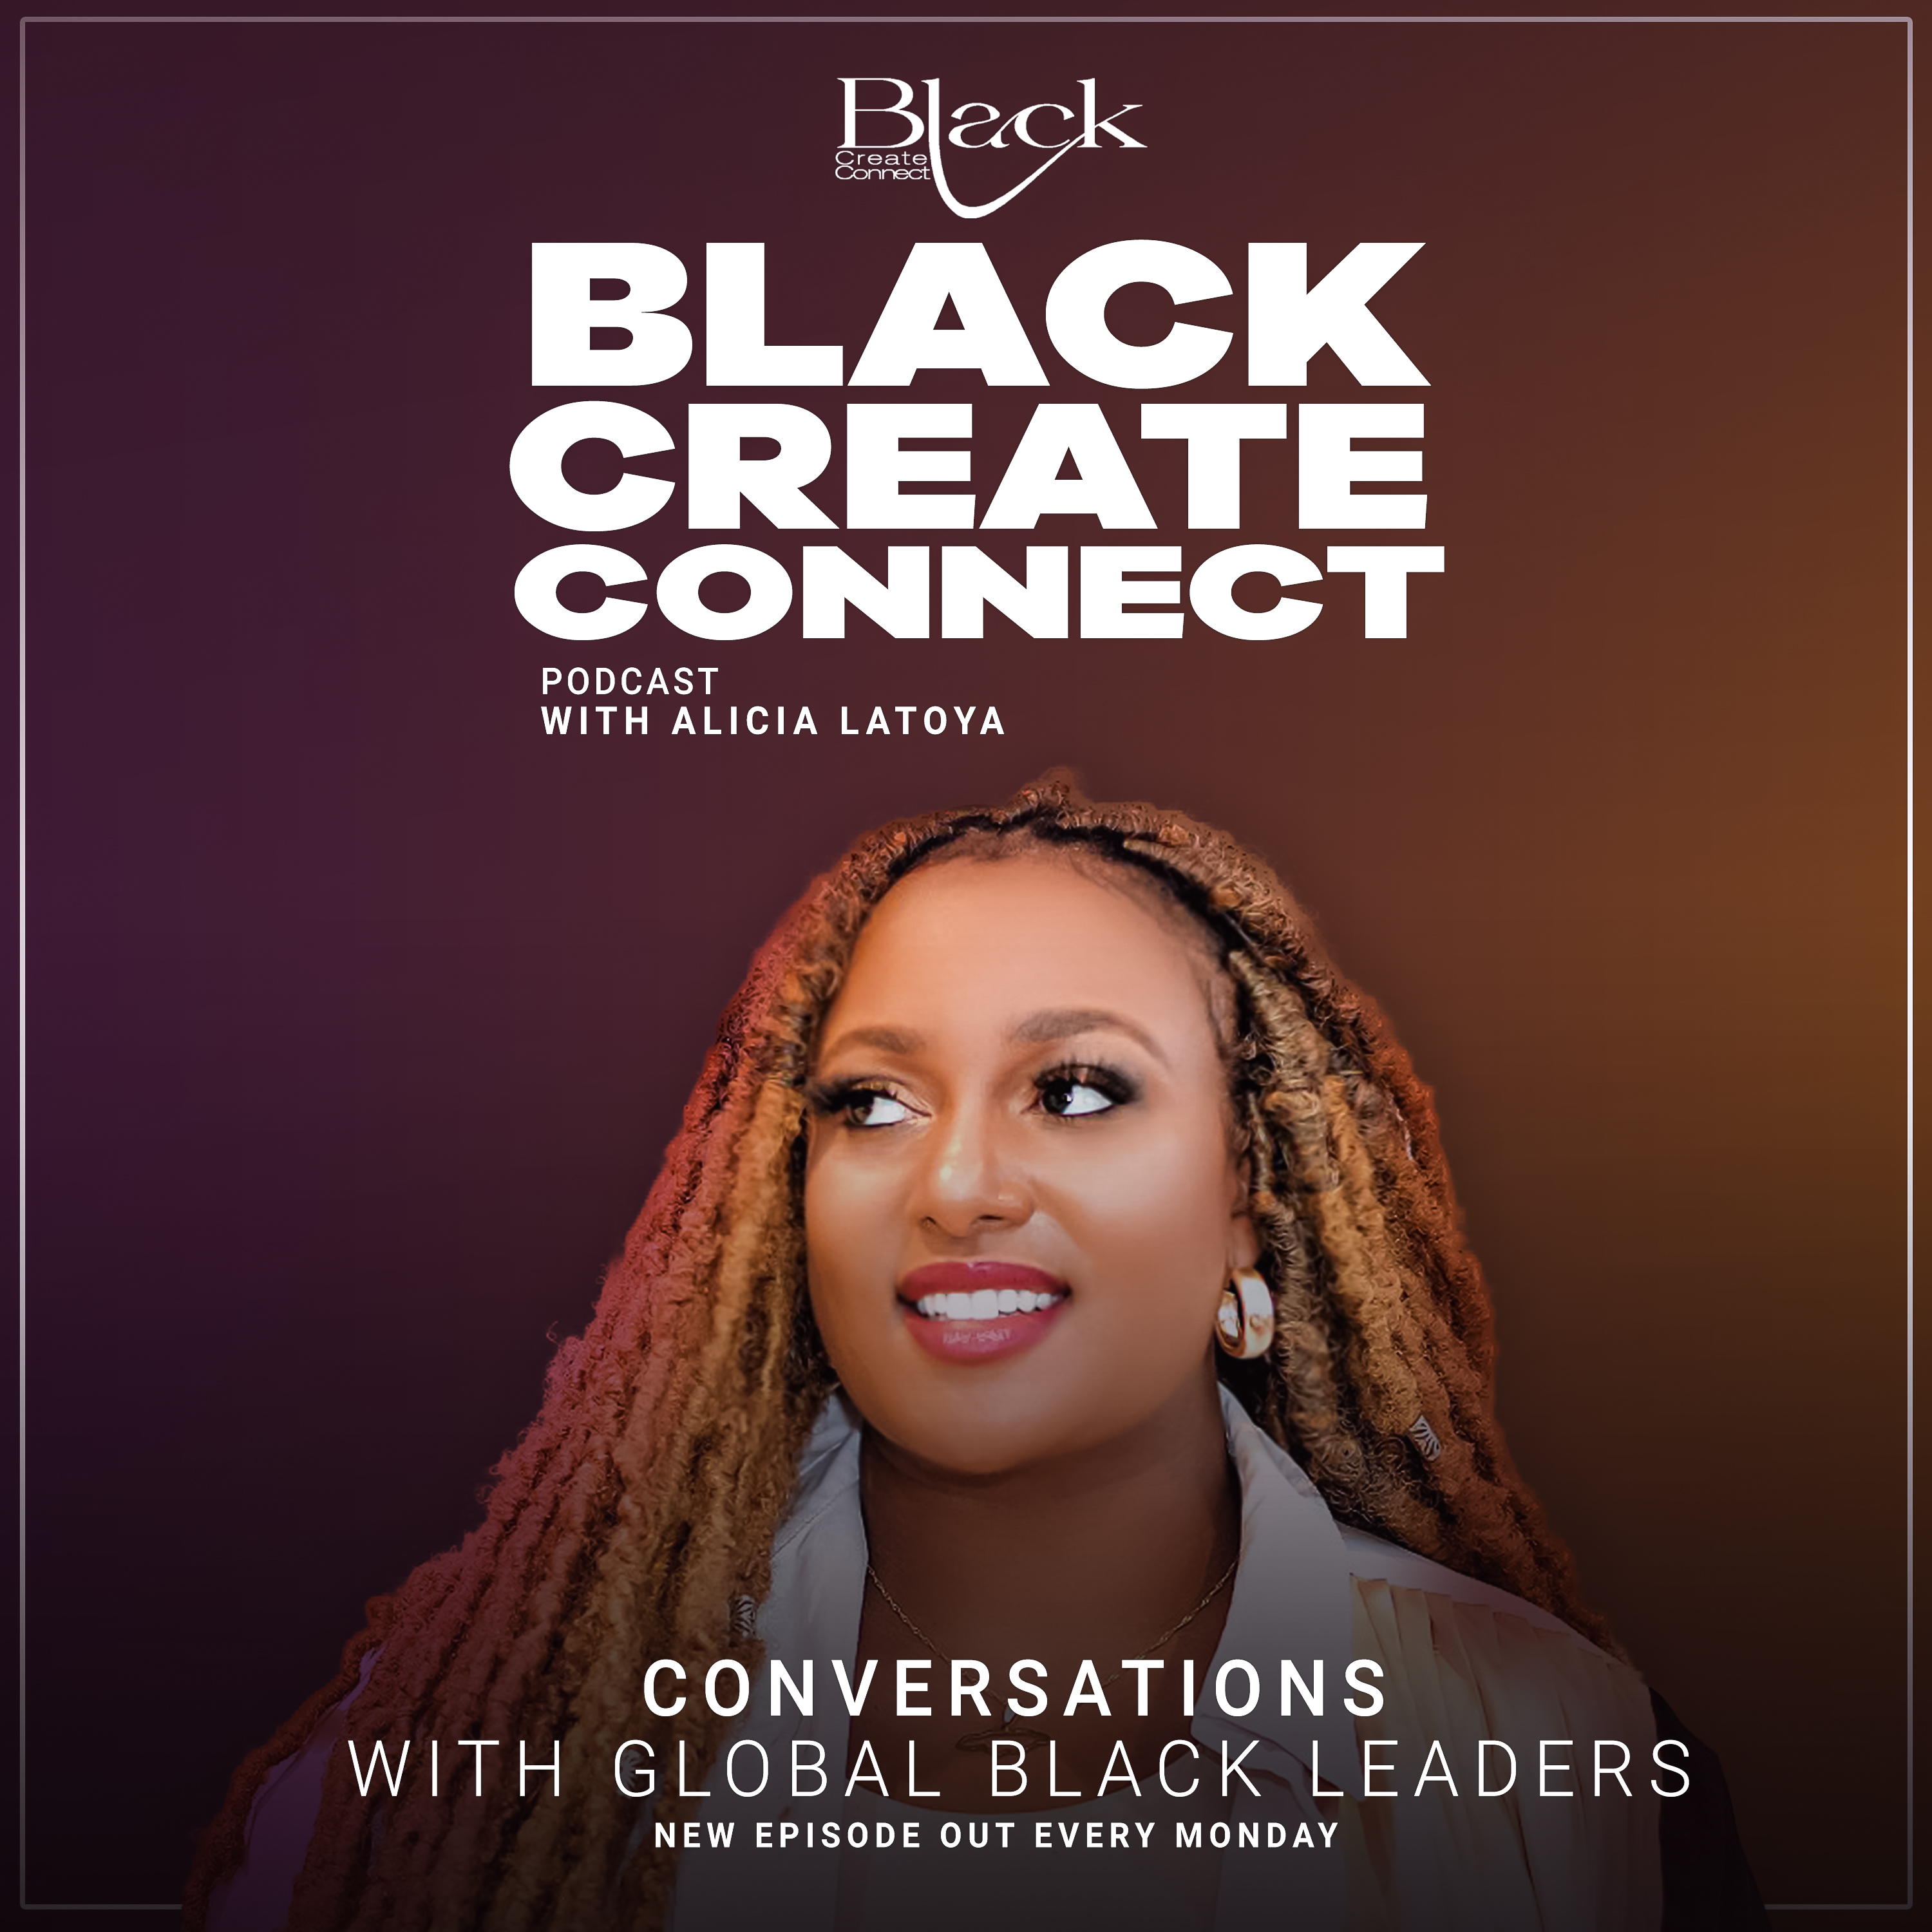 Black
Create
Connect
BLACK
CREATE
CONNECT
PODCAST
WITH ALICIA LATOYA
CONVERSATIONS
WITH GLOBAL BLACK LEADERS
NEW EPISODE OUT EVERY MONDAY